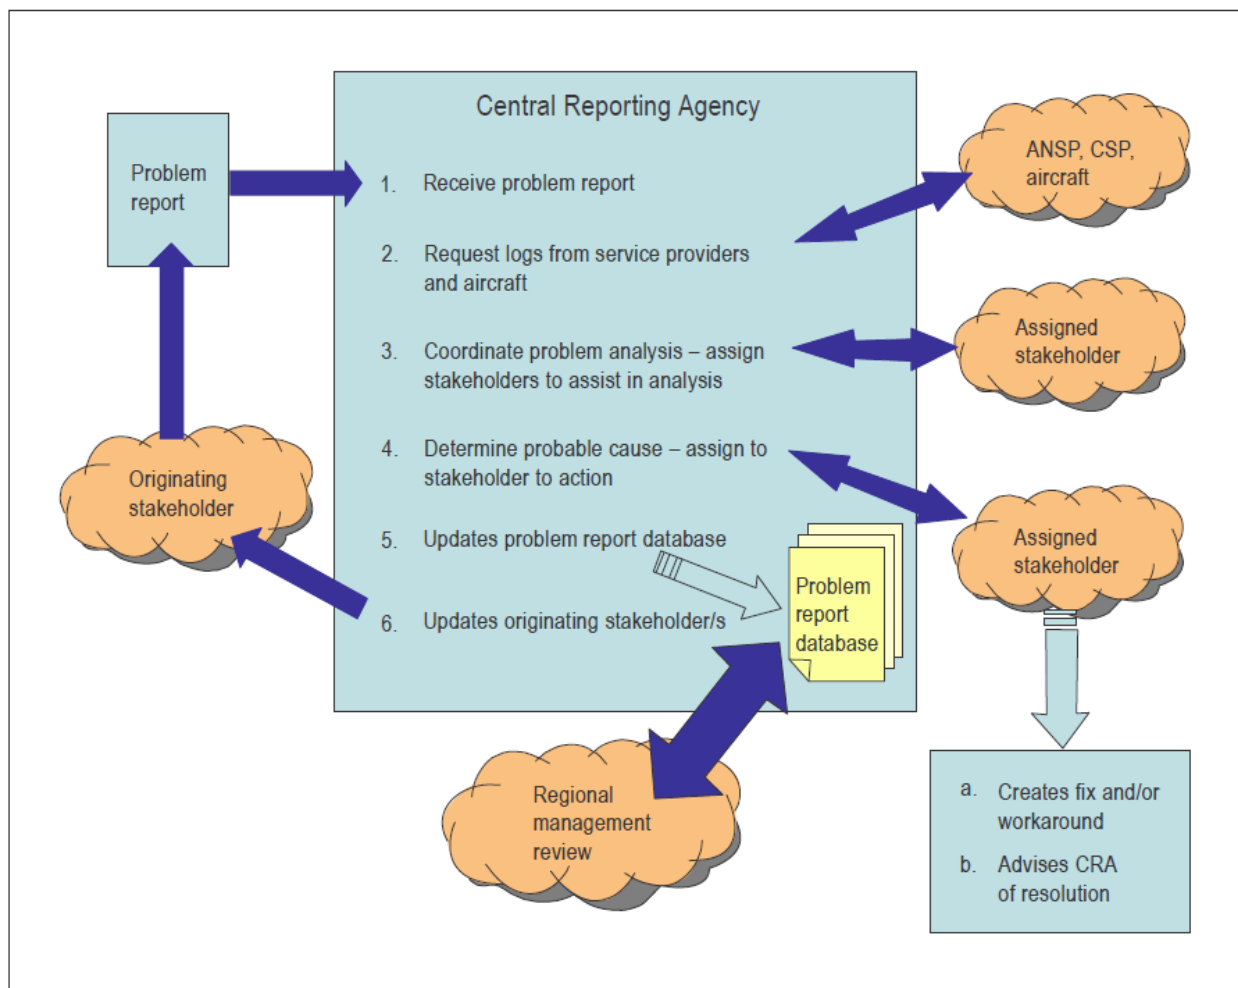 Central Reporting Agency
Problem
report
1. Receive problem report
2. Request logs from service providers
and aircraft
3. Coordinate problem analysis – assign
stakeholders to assist in analysis
4. Determine probable cause – assign to
stakeholder to action
5. Updates problem report database
6. Updates originating stakeholder/s
Problem
report
database
ANSP, CSP,
aircraft
Assigned
stakeholder
Assigned
stakeholder
Originating
stakeholder
Regional
management
review
a. Creates fix and/or
workaround
b. Advises CRA
of resolution